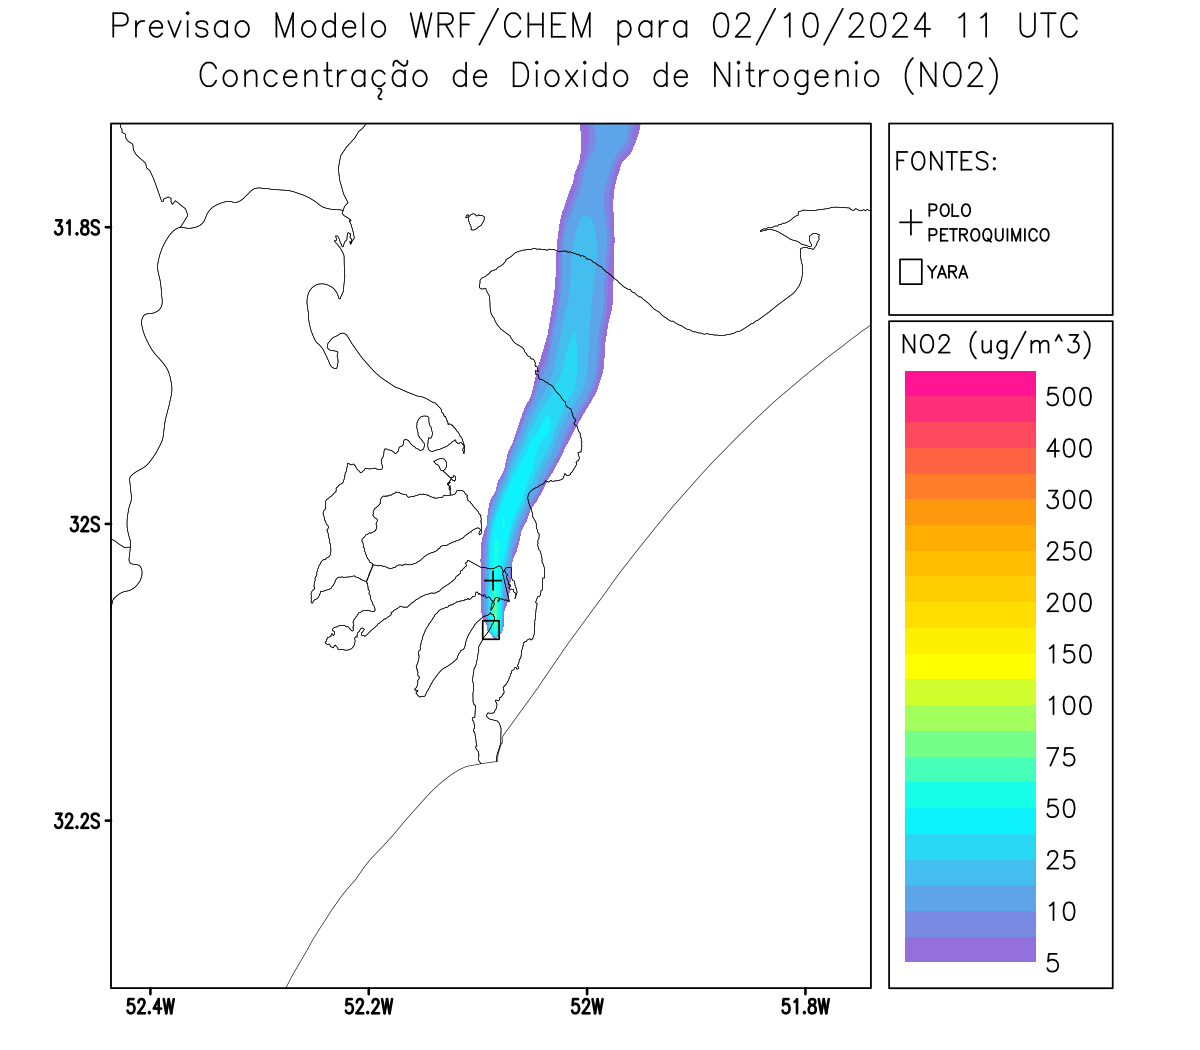 Previsao Modelo WRF/CHEM para 02/10/2024 11 UTC
Concentração de Dioxido de Nitrogenio (NO2)
FONTES:
POLO
PETROQUIMICO
YARA
NO2 (ug/m^3)
500
400
300
250
200
150
100
75
50
25
10
5
31.8S
32S
32.2S
52.4W
52.2W
52W
51.8W